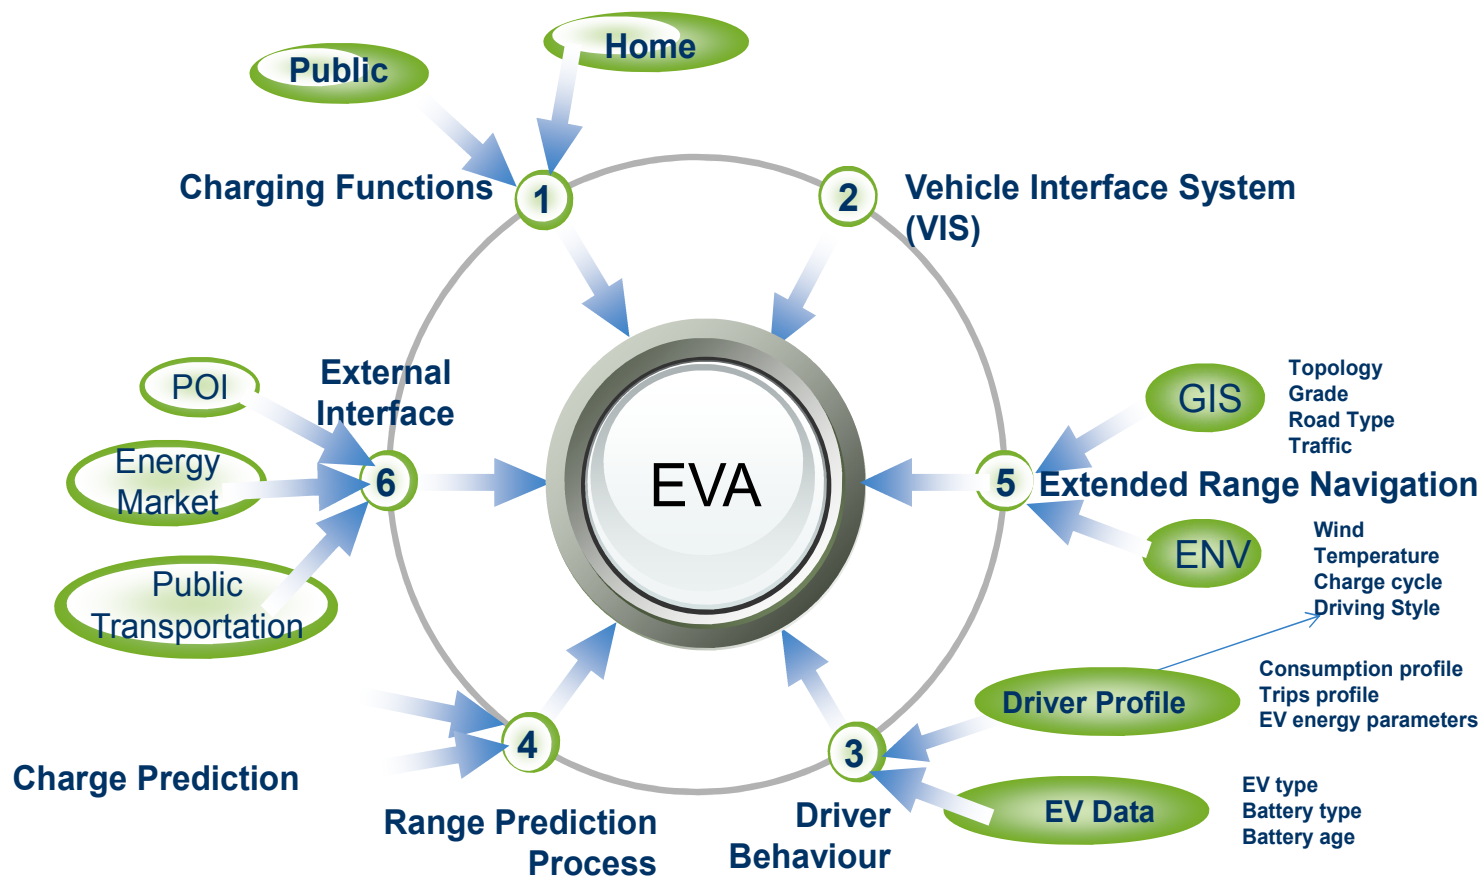 Home
Public
Charging Functions
1
2
Vehicle Interface System
(VIS)
External
Interface
POI
Energy
Market
6
Public
Transportation
EVA
GIS
Topology
Grade
Road Type
Traffic
5
Extended Range Navigation
ENV
Wind
Temperature
Charge cycle
Driving Style
Driver Profile
Consumption profile
Trips profile
EV energy parameters
4
3
Charge Prediction
Range Prediction
Process
Driver
Behaviour
EV Data
EV type
Battery type
Battery age